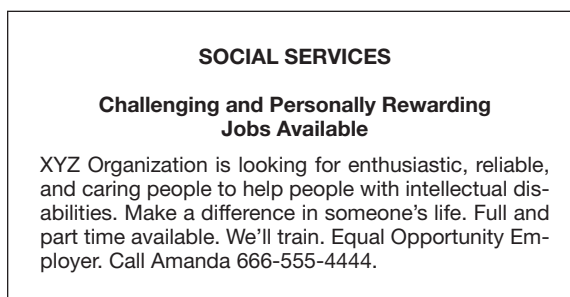 SOCIAL SERVICES
Challenging and Personally Rewarding
Jobs Available
XYZ Organization is looking for enthusiastic, reliable,
and caring people to help people with intellectual dis-
abilities. Make a difference in someone’s life. Full and
part time available. We’ll train. Equal Opportunity Em-
ployer. Call Amanda 666-555-4444.